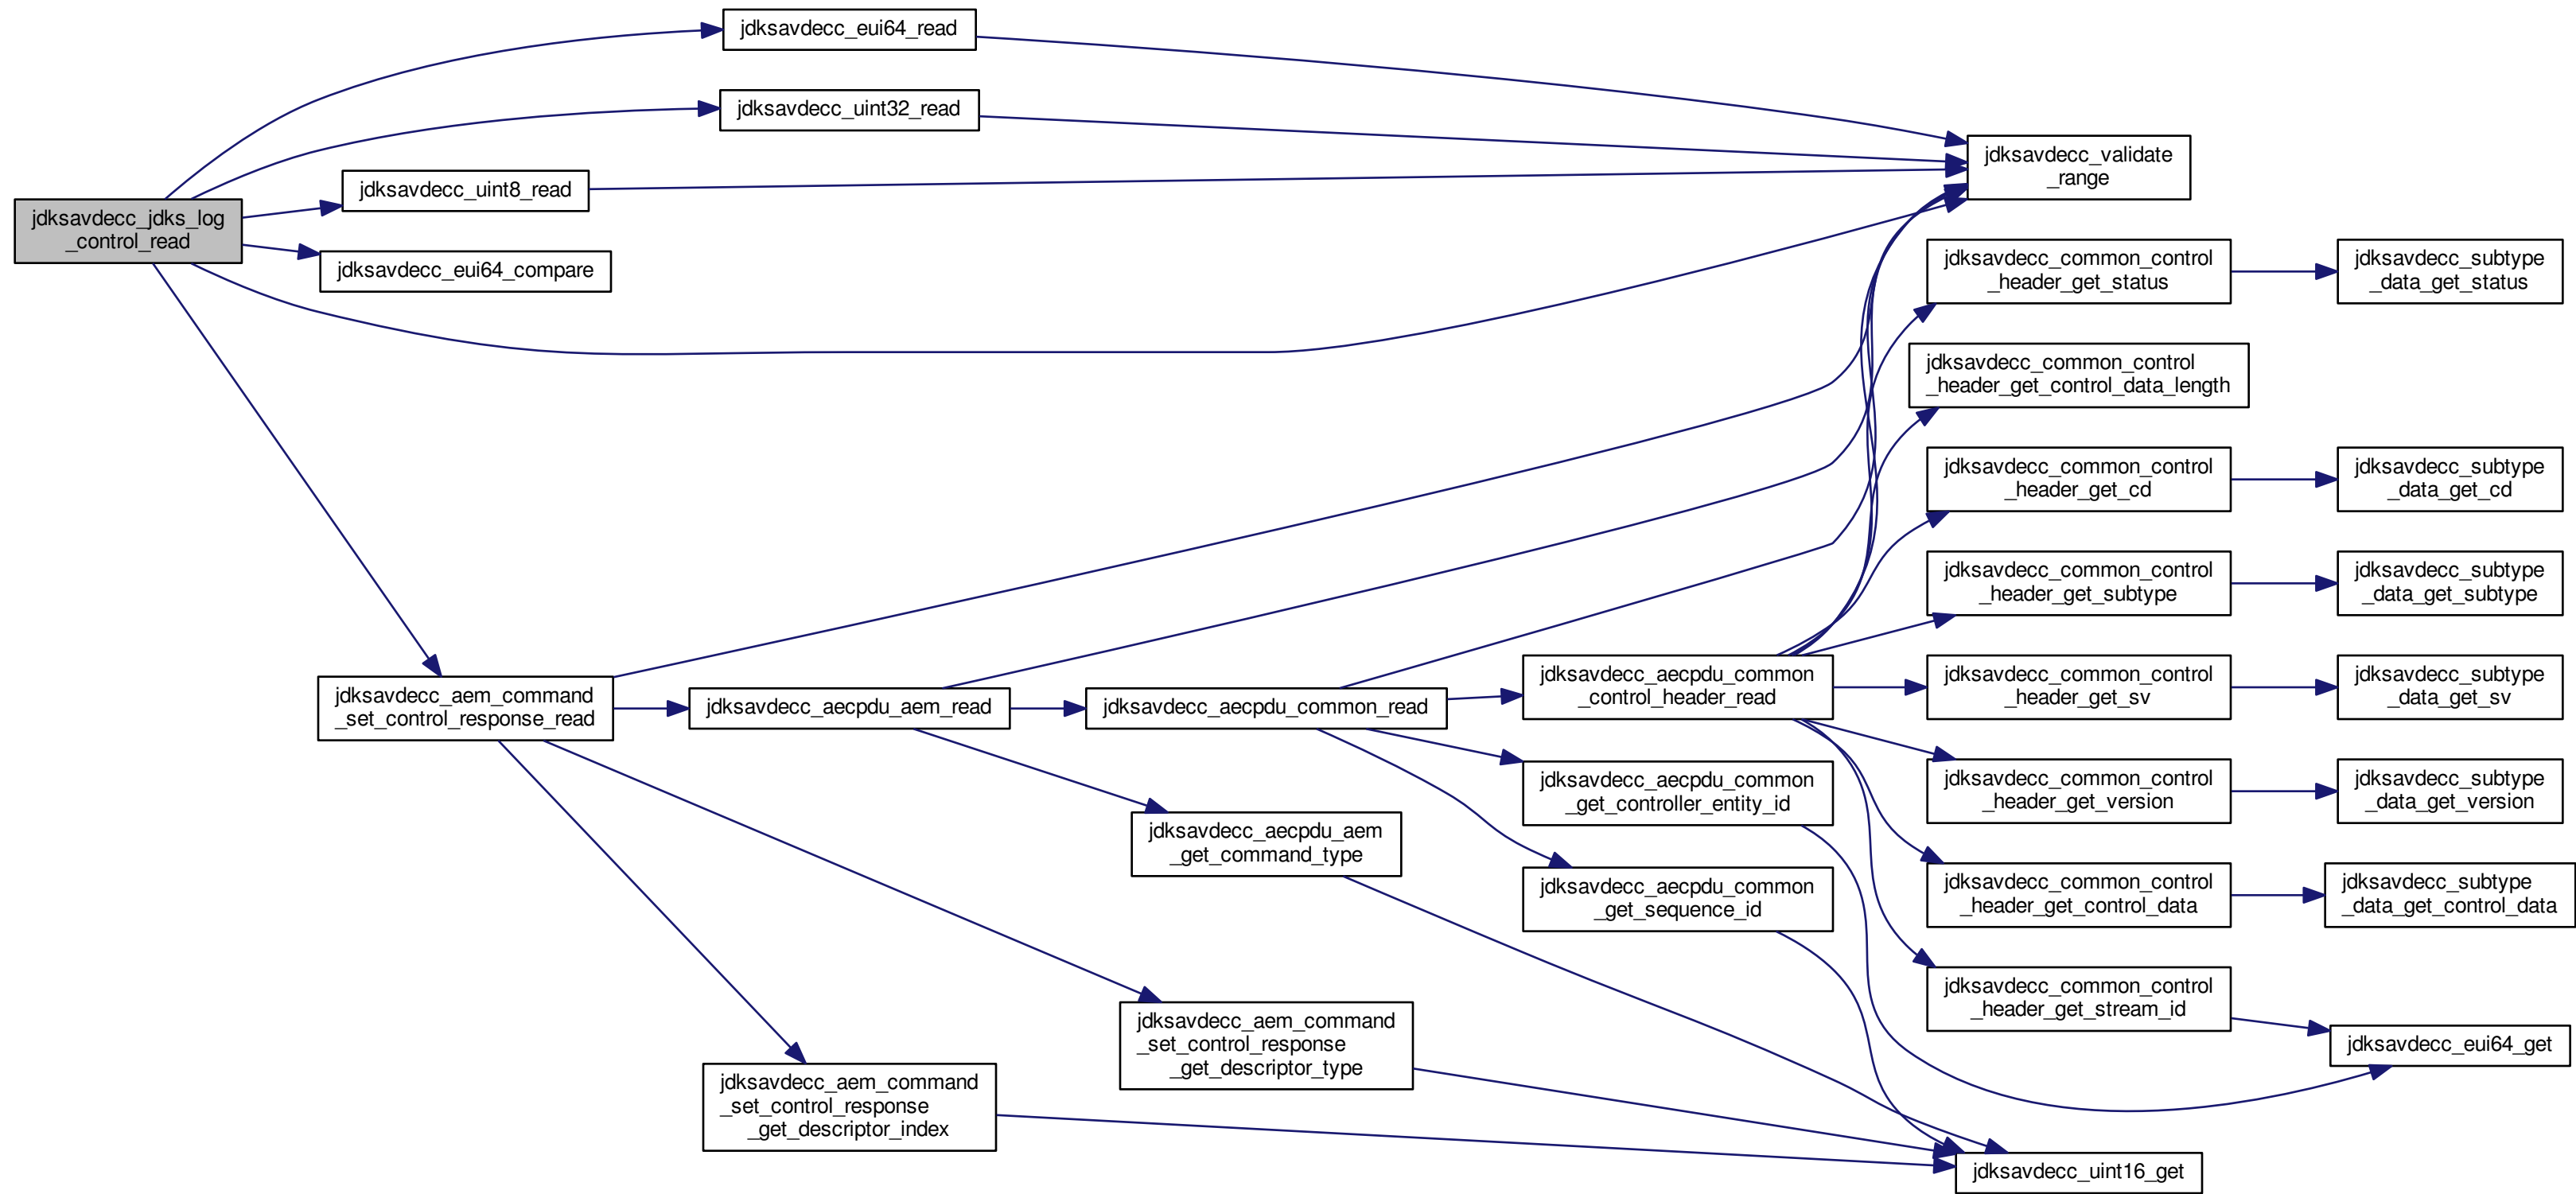 jdksavdecc_eui64_read
jdksavdecc_uint32_read
jdksavdecc_validate
_range
jdksavdecc_uint8_read
jdksavdecc_jdks_log
_control_read
jdksavdecc_eui64_compare
jdksavdecc_common_control
_header_get_status
jdksavdecc_subtype
_data_get_status
jdksavdecc_common_control
_header_get_control_data_length
jdksavdecc_common_control
_header_get_cd
jdksavdecc_subtype
_data_get_cd
jdksavdecc_common_control
_header_get_subtype
jdksavdecc_subtype
_data_get_subtype
jdksavdecc_aem_command
_set_control_response_read
jdksavdecc_aecpdu_aem_read
jdksavdecc_aecpdu_common_read
jdksavdecc_aecpdu_common
_control_header_read
jdksavdecc_common_control
_header_get_sv
jdksavdecc_subtype
_data_get_sv
jdksavdecc_aecpdu_common
_get_controller_entity_id
jdksavdecc_common_control
_header_get_version
jdksavdecc_subtype
_data_get_version
jdksavdecc_aecpdu_aem
_get_command_type
jdksavdecc_aecpdu_common
_get_sequence_id
jdksavdecc_common_control
_header_get_control_data
jdksavdecc_subtype
_data_get_control_data
jdksavdecc_common_control
_header_get_stream_id
jdksavdecc_aem_command
_set_control_response
_get_descriptor_type
jdksavdecc_eui64_get
jdksavdecc_aem_command
_set_control_response
_get_descriptor_index
jdksavdecc_uint16_get